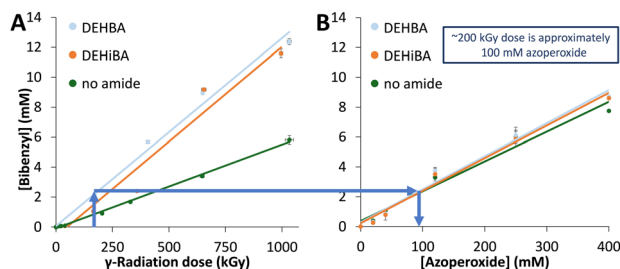 A
DEHBA
DEHiBA
no amide
[Bibenzyl] (mM)
14
12
10
8
6
4
2
0
0
250
500
750
1000
γ-Radiation dose (kGy)
B
DEHBA
DEHiBA
no amide
~200 kGy dose is approximately
100 mM azoperoxide
14
12
10
8
6
4
2
0
0
100
200
300
400
[Azoperoxide] (mM)